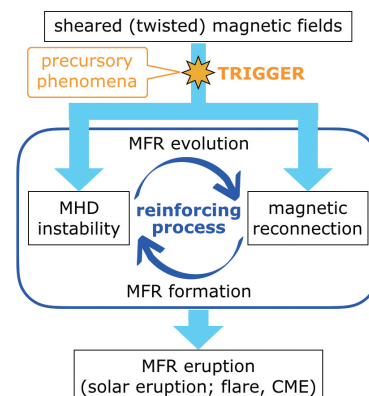 sheared (twisted) magnetic fields
precursory
phenomena
TRIGGER
MFR evolution
MHD
instability
reinforcing
process
magnetic
reconnection
MFR formation
MFR eruption
(solar eruption; flare, CME)